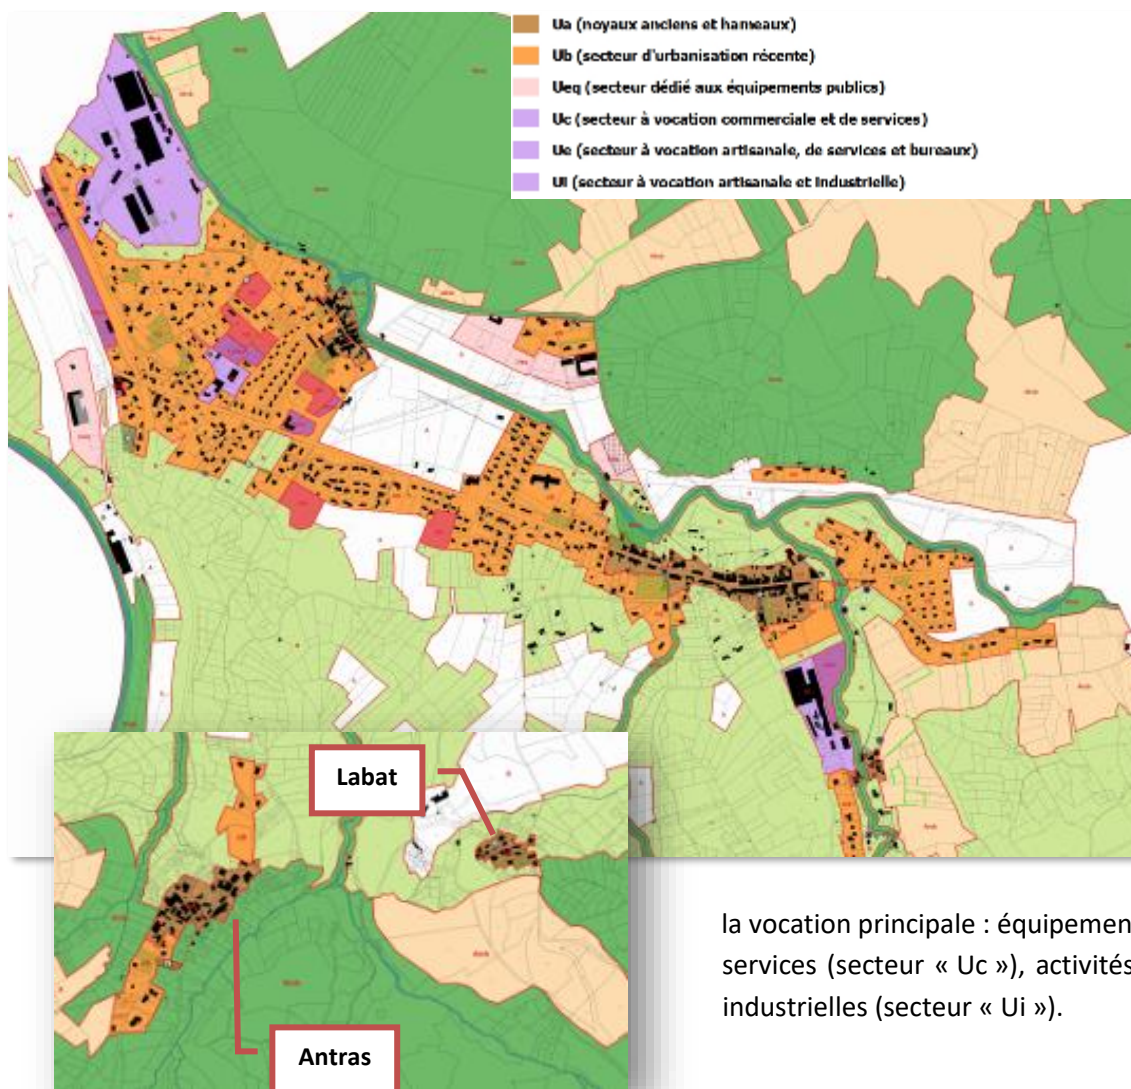 Ua (noyaux anciens et hameaux)
Ub (secteur d'urbanisation récente)
Ueq (secteur dédié aux équipements publics)
Uc (secteur à vocation commerciale et de services)
Ue (secteur à vocation artisanale, de services et bureaux)
Ui (secteur à vocation artisanale et industrielle)
Labat
Antras
la vocation principale : équipemen
services (secteur « Uc »), activités
industrielles (secteur « Ui »).